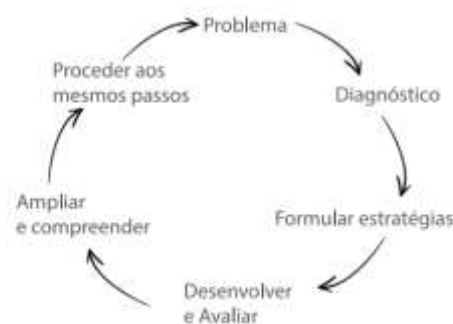 Problema
Diagnóstico
Formular estratégias
Desenvolver
e Avaliar
Ampliar
e compreender
Proceder aos
mesmos passos